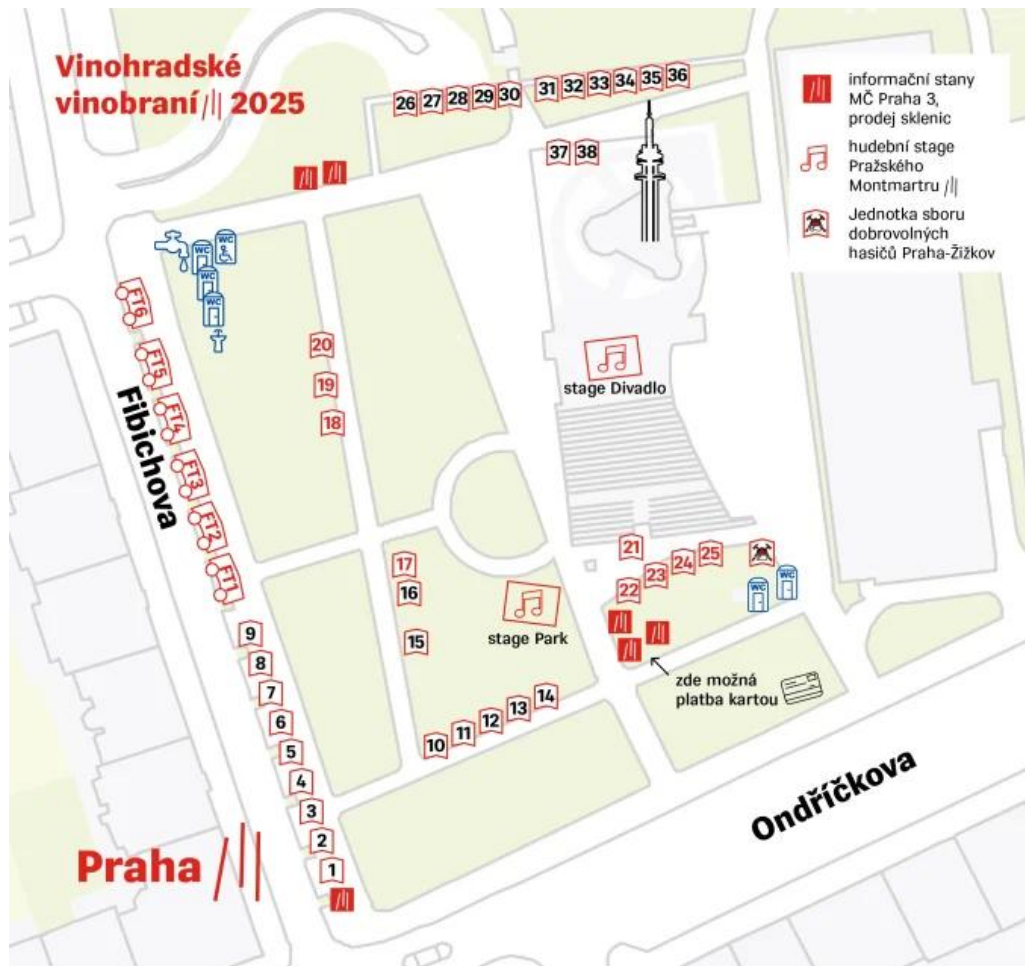 Vinohradské
vinobraní 2025
26 27 28 29 30 31 32 33 34 35 36
37 38
informační stany
MČ Praha 3,
prodej sklenic
hudební stage
Pražského
Montmartru
Jednotka sboru
dobrovolných
hasičů Praha-Žižkov
WC
WC
WC
WC
FT6
FT5
FT4
FT3
FT2
FT1
Fibichova
20
19
18
stage Divadlo
17
16
15
stage Park
21
22 23 24 25
WC
WC
zde možná
platba kartou
9
8
7
6
5
4
3
2
1
10 11 12 13 14
Ondříčkova
Praha